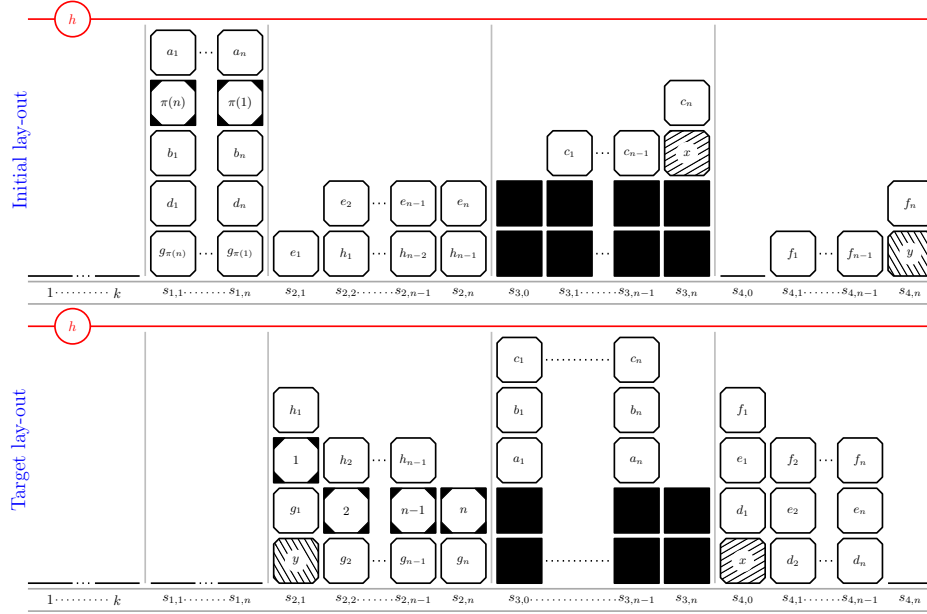 h
a₁ ... aₙ
π(n) π(1) cₙ
b₁ bₙ c₁ ... cₙ₋₁ x
d₁ dₙ e₂ ... eₙ₋₁ eₙ fₙ
g_π(n) ... g_π(1) e₁ h₁ ... hₙ₋₂ hₙ₋₁ ... f₁ ... fₙ₋₁ y
...
Initial lay-out
1 ......... k s₁,₁ ...... s₁,ₙ s₂,₁ s₂,₂ ....... s₂,ₙ₋₁ s₂,ₙ s₃,₀ s₃,₁ ....... s₃,ₙ₋₁ s₃,ₙ s₄,₀ s₄,₁ ....... s₄,ₙ₋₁ s₄,ₙ
h
c₁ ............ cₙ
h₁ b₁ bₙ f₁
1 h₂ ... hₙ₋₁ a₁ aₙ e₁ f₂ ... fₙ
g₁ 2 n−1 n d₁ e₂ eₙ
y g₂ ... gₙ₋₁ gₙ ............ x d₂ ... dₙ
... ...
Target lay-out
1 ......... k s₁,₁ ...... s₁,ₙ s₂,₁ s₂,₂ ....... s₂,ₙ₋₁ s₂,ₙ s₃,₀ ............ s₃,ₙ₋₁ s₃,ₙ s₄,₀ s₄,₁ ....... s₄,ₙ₋₁ s₄,ₙ